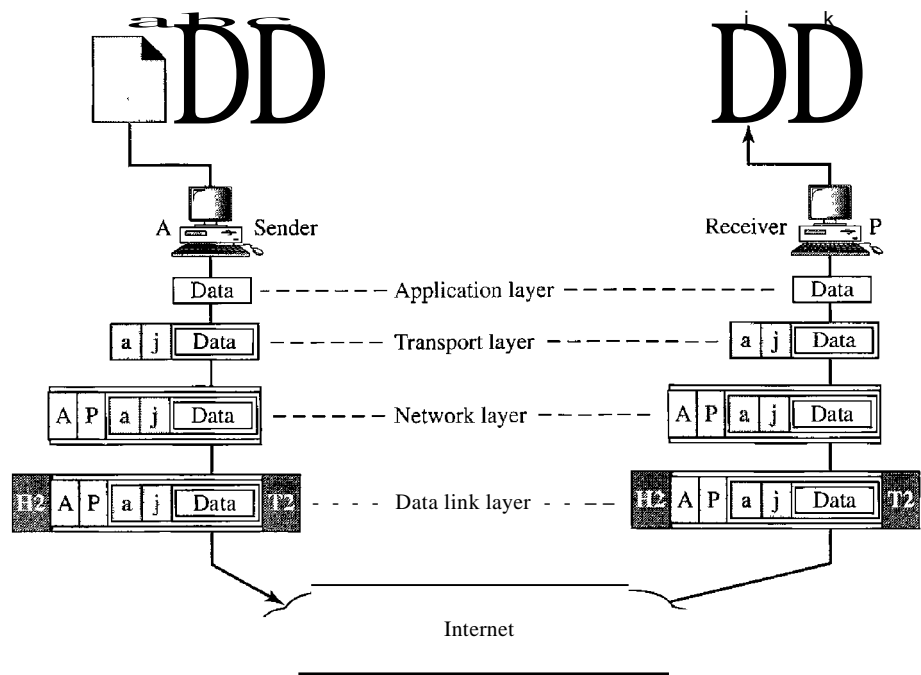 a b c
DD
j k
DD
A Sender
Receiver P
Data Application layer Data
a j Data Transport layer a j Data
A P a j Data Network layer A P a j Data
H2 A P a j Data T2 Data link layer H2 A P a j Data T2
Internet